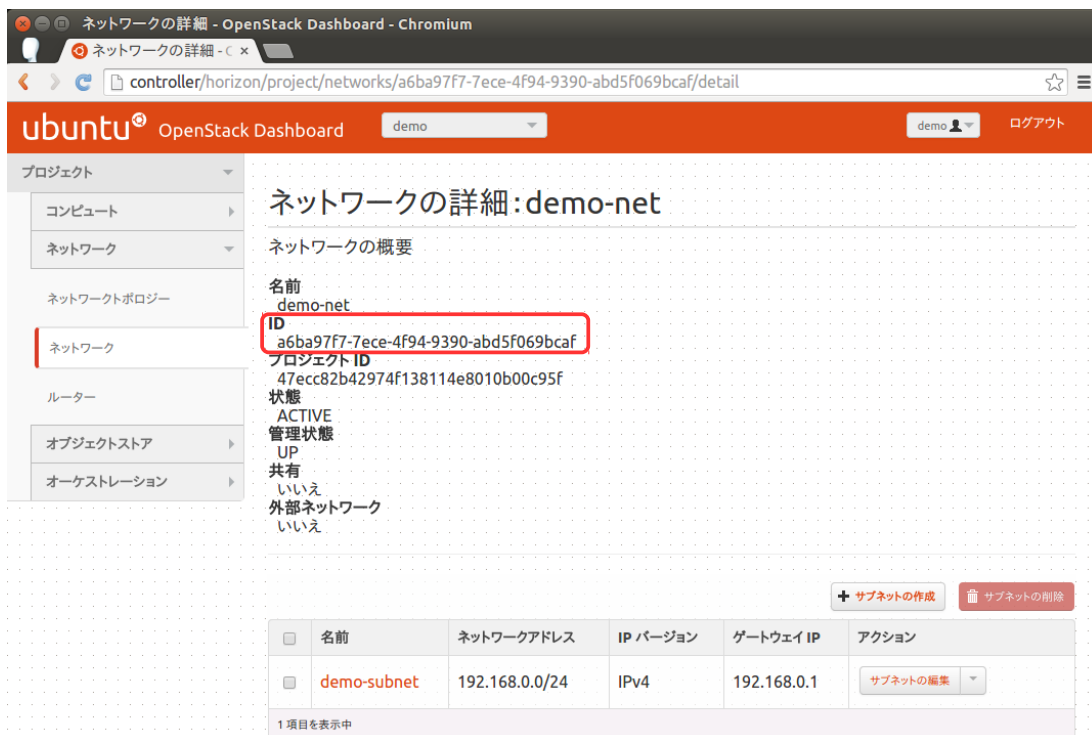 ネットワークの詳細 - OpenStack Dashboard - Chromium
ネットワークの詳細 - C ×
controller/horizon/project/networks/a6ba97f7-7ece-4f94-9390-abd5f069bcaf/detail
ubuntu® OpenStack Dashboard demo demo ログアウト
プロジェクト
コンピュート
ネットワーク
ネットワークトポロジー
ネットワーク
ルーター
オブジェクトストア
オーケストレーション
ネットワークの詳細:demo-net
ネットワークの概要
名前
demo-net
ID
a6ba97f7-7ece-4f94-9390-abd5f069bcaf
プロジェクト ID
47ecc82b42974f138114e8010b00c95f
状態
ACTIVE
管理状態
UP
共有
いいえ
外部ネットワーク
いいえ
サブネットの作成 サブネットの削除
名前 ネットワークアドレス IP バージョン ゲートウェイ IP アクション
demo-subnet 192.168.0.0/24 IPv4 192.168.0.1 サブネットの編集
1 項目を表示中